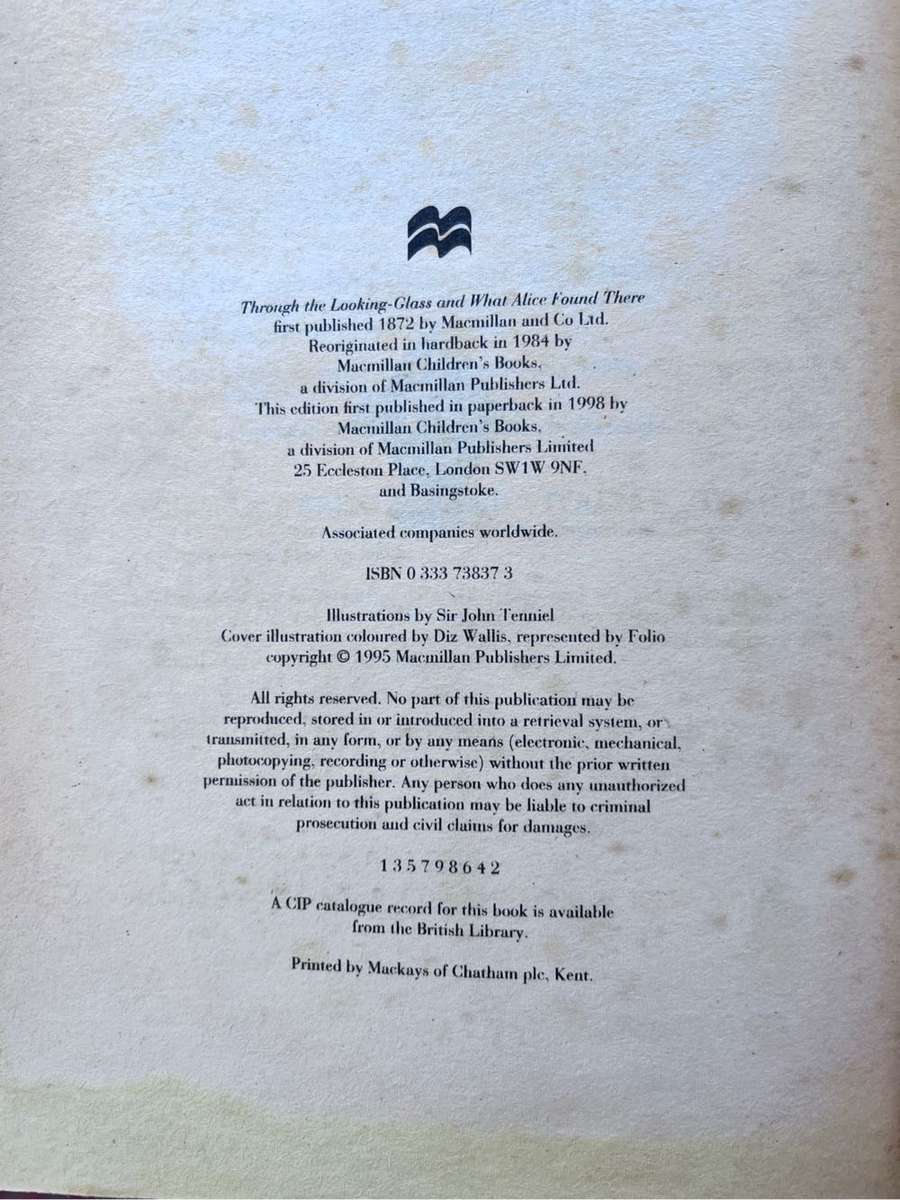 Through the Looking-Glass and What Alice Found There
first published 1872 by Macmillan and Co Ltd.
Reoriginated in hardback in 1984 by
Macmillan Children's Books,
a division of Macmillan Publishers Ltd.
This edition first published in paperback in 1998 by
Macmillan Children's Books,
a division of Macmillan Publishers Limited
25 Eccleston Place, London SW1W 9NF,
and Basingstoke.
Associated companies worldwide.
ISBN 0 333 73837 3
Illustrations by Sir John Tenniel
Cover illustration coloured by Diz Wallis, represented by Folio
copyright © 1995 Macmillan Publishers Limited.
All rights reserved. No part of this publication may be
reproduced, stored in or introduced into a retrieval system, or
transmitted, in any form, or by any means (electronic, mechanical,
photocopying, recording or otherwise) without the prior written
permission of the publisher. Any person who does any unauthorized
act in relation to this publication may be liable to criminal
prosecution and civil claims for damages.
1 3 5 7 9 8 6 4 2
A CIP catalogue record for this book is available
from the British Library.
Printed by Mackays of Chatham plc, Kent.